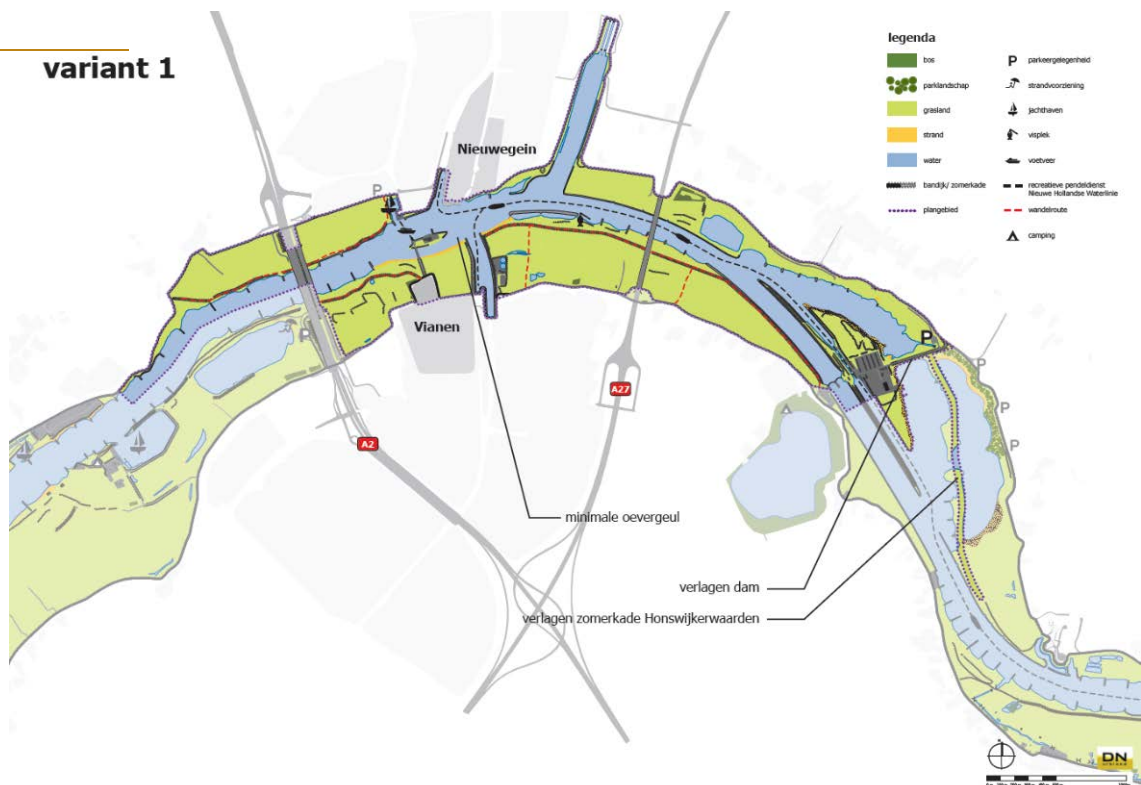 variant 1
legenda
bos
parklandschap
grasland
strand
water
bandijk/ zomerkade
plangebied
P parkeergelegenheid
strandvoorziening
jachthaven
visplek
voetveer
recreatieve pendeldienst
Nieuwe Hollandse Waterlinie
wandelroute
camping
Nieuwegein
P
Vianen
P
P
P
P
P
A27
A2
minimale oevergeul
verlagen dam
verlagen zomerkade Honswijkerwaarden
DN